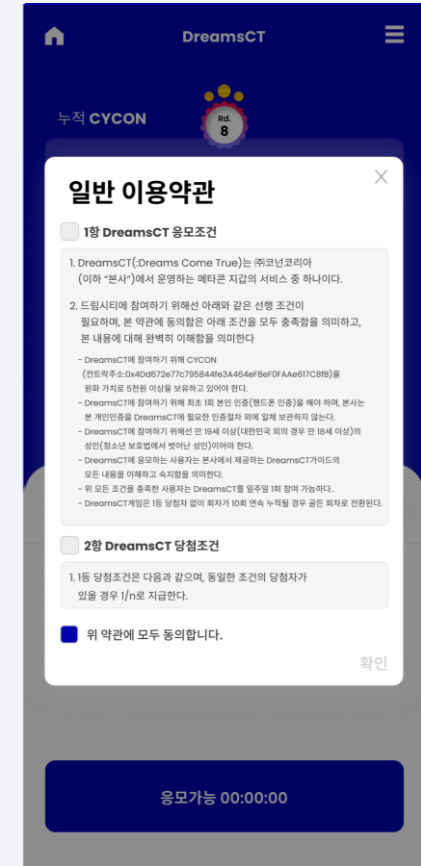 DreamsCT
누적 CYCON
Rd.
8
일반 이용약관
1항 DreamsCT 응모조건
1. DreamsCT(:Dreams Come True)는 ㈜코넌코리아
(이하 “본사”)에서 운영하는 메타콘 지갑의 서비스 중 하나이다.
2. 드림시티에 참여하기 위해선 아래와 같은 선행 조건이
필요하며, 본 약관에 동의함은 아래 조건을 모두 충족함을 의미하고,
본 내용에 대해 완벽히 이해함을 의미한다
- DreamsCT에 참여하기 위해 CYCON
(컨트락주소:0x4Dd672e77c795844fe3A464eF8eF0FAAe617C8fB)을
원화 가치로 5천원 이상을 보유하고 있어야 한다.
- DreamsCT에 참여하기 위해 최초 1회 본인 인증(핸드폰 인증)을 해야 하며, 본사는
본 개인인증을 DreamsCT에 필요한 인증절차 외에 일체 보관하지 않는다.
- DreamsCT에 참여하기 위해선 만 19세 이상(대한민국 외의 경우 만 18세 이상)의
성인(청소년 보호법에서 벗어난 성인)이어야 한다.
- DreamsCT에 응모하는 사용자는 본사에서 제공하는 DreamsCT가이드의
모든 내용을 이해하고 숙지함을 의미한다.
- 위 모든 조건을 충족한 사용자는 DreamsCT를 일주일 1회 참여 가능하다..
- DreamsCT게임은 1등 당첨자 없이 회차가 10회 연속 누적될 경우 골든 회차로 전환된다.
2항 DreamsCT 당첨조건
1. 1등 당첨조건은 다음과 같으며, 동일한 조건의 당첨자가
있을 경우 1/n로 지급한다.
위 약관에 모두 동의합니다.
확인
응모가능 00:00:00